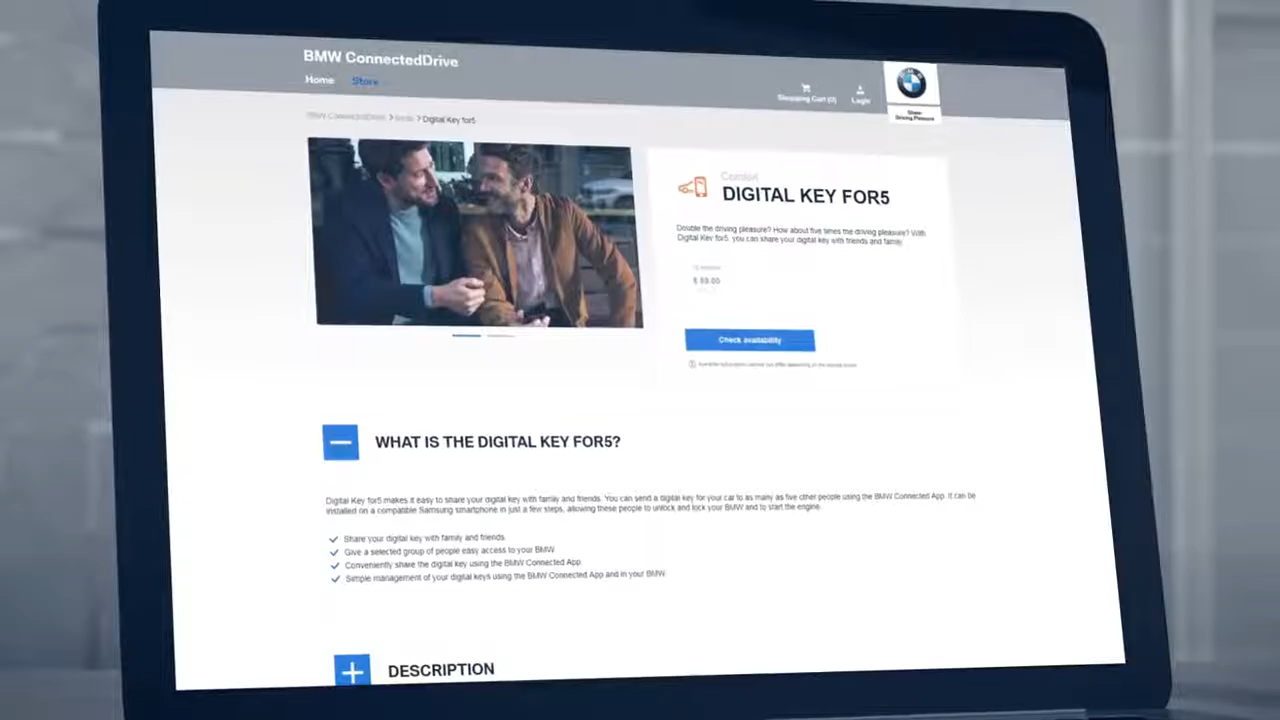 BMW ConnectedDrive
Home Store
Shopping Cart (0) Login
BMW
Sheer
Driving Pleasure
BMW ConnectedDrive > > Digital Key for5
Comfort
DIGITAL KEY FOR5
Double the driving pleasure? How about five times the driving pleasure? With
Digital Key for5, you can share your digital key with friends and family.
Check availability
WHAT IS THE DIGITAL KEY FOR5?
Digital Key for5 makes it easy to share your digital key with family and friends. You can send a digital key for your car to as many as five other people using the BMW Connected App. It can be
installed on a compatible Samsung smartphone in just a few steps, allowing these people to unlock and lock your BMW and to start the engine.
Share your digital key with family and friends.
Give a selected group of people easy access to your BMW.
Conveniently share the digital key using the BMW Connected App.
Simple management of your digital keys using the BMW Connected App and in your BMW.
DESCRIPTION